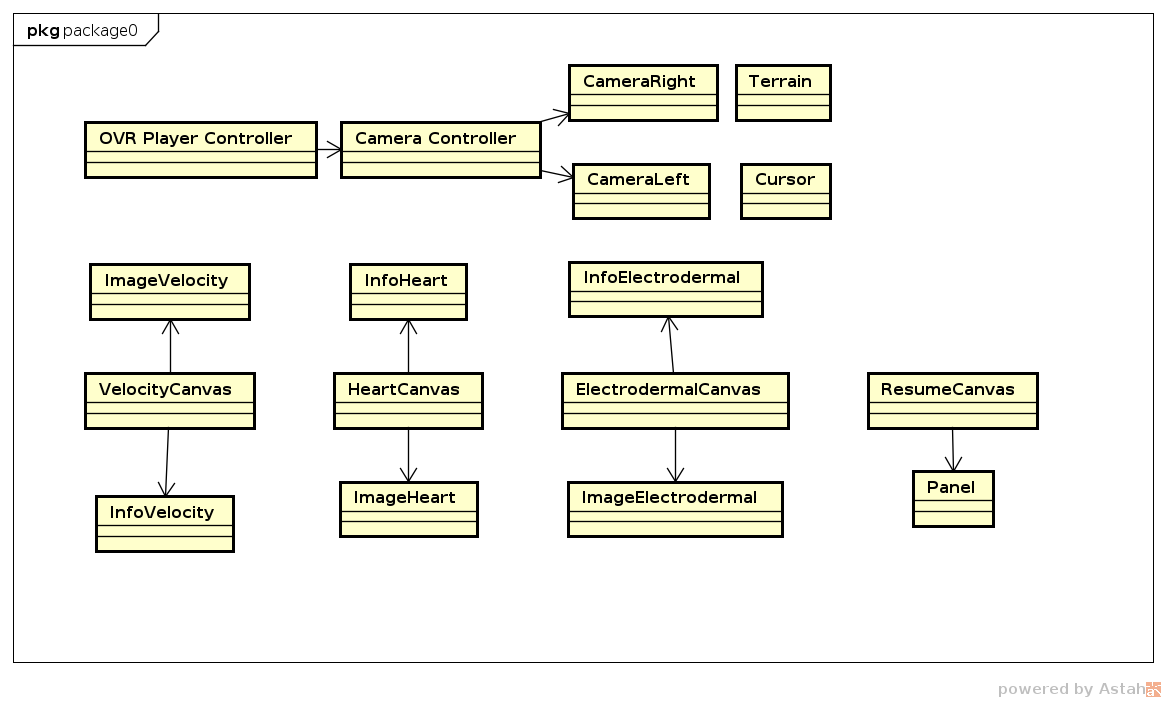 pkg package0
CameraRight
Terrain
OVR Player Controller
Camera Controller
CameraLeft
Cursor
ImageVelocity
InfoHeart
InfoElectrodermal
VelocityCanvas
HeartCanvas
ElectrodermalCanvas
ResumeCanvas
InfoVelocity
ImageHeart
ImageElectrodermal
Panel
powered by Astah